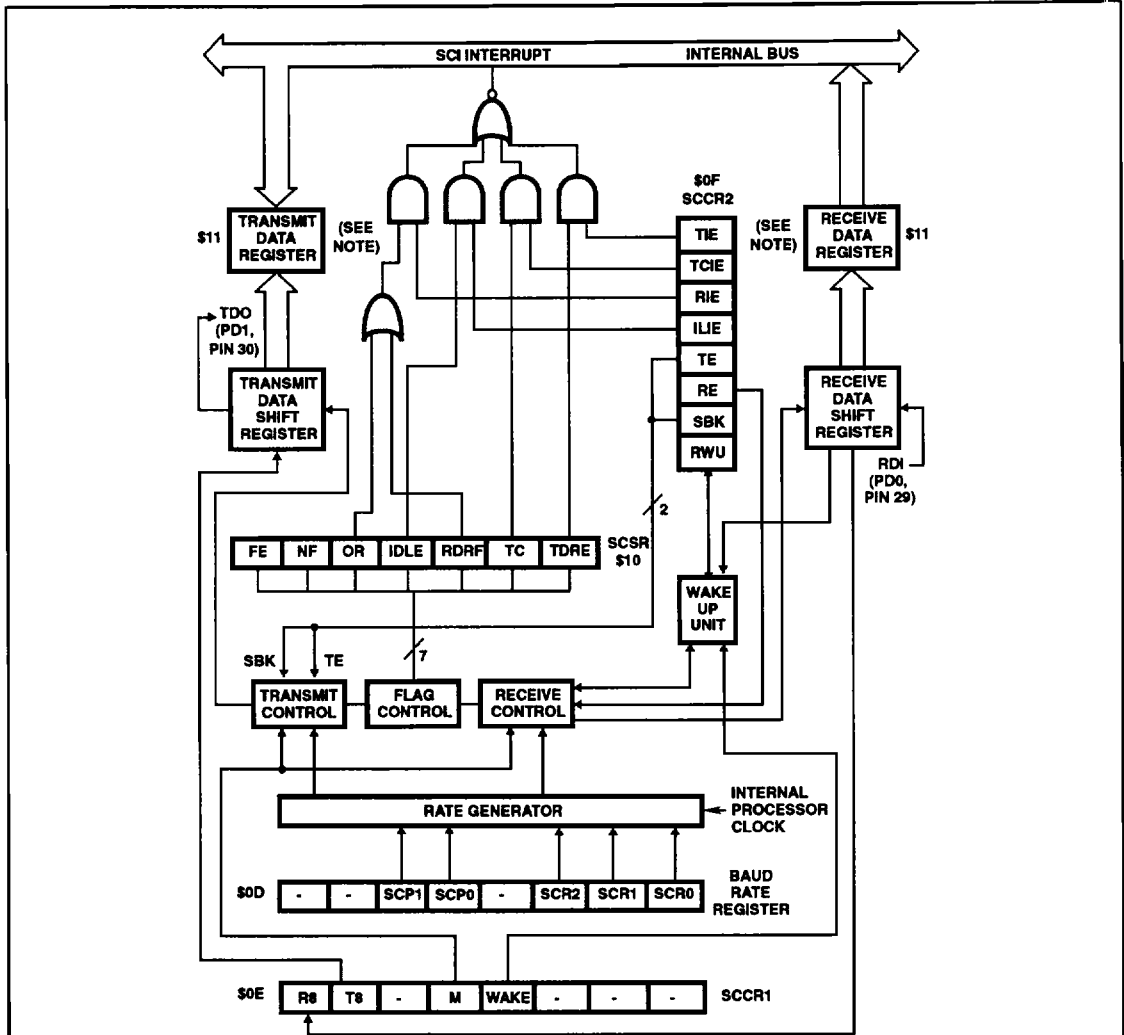 SCI INTERRUPT INTERNAL BUS
$11
TRANSMIT
DATA
REGISTER
(SEE
NOTE)
$0F
SCCR2
TIE
TCIE
RIE
ILIE
TE
RE
SBK
RWU
(SEE
NOTE)
RECEIVE
DATA
REGISTER
$11
TDO
(PD1,
PIN 30)
TRANSMIT
DATA
SHIFT
REGISTER
RECEIVE
DATA
SHIFT
REGISTER
RDI
(PD0,
PIN 29)
2
FE NF OR IDLE RDRF TC TDRE
SCSR
$10
WAKE
UP
UNIT
7
SBK TE
TRANSMIT
CONTROL
FLAG
CONTROL
RECEIVE
CONTROL
RATE GENERATOR
INTERNAL
PROCESSOR
CLOCK
$0D - - SCP1 SCP0 - SCR2 SCR1 SCR0
BAUD
RATE
REGISTER
$0E R8 T8 - M WAKE - - - SCCR1